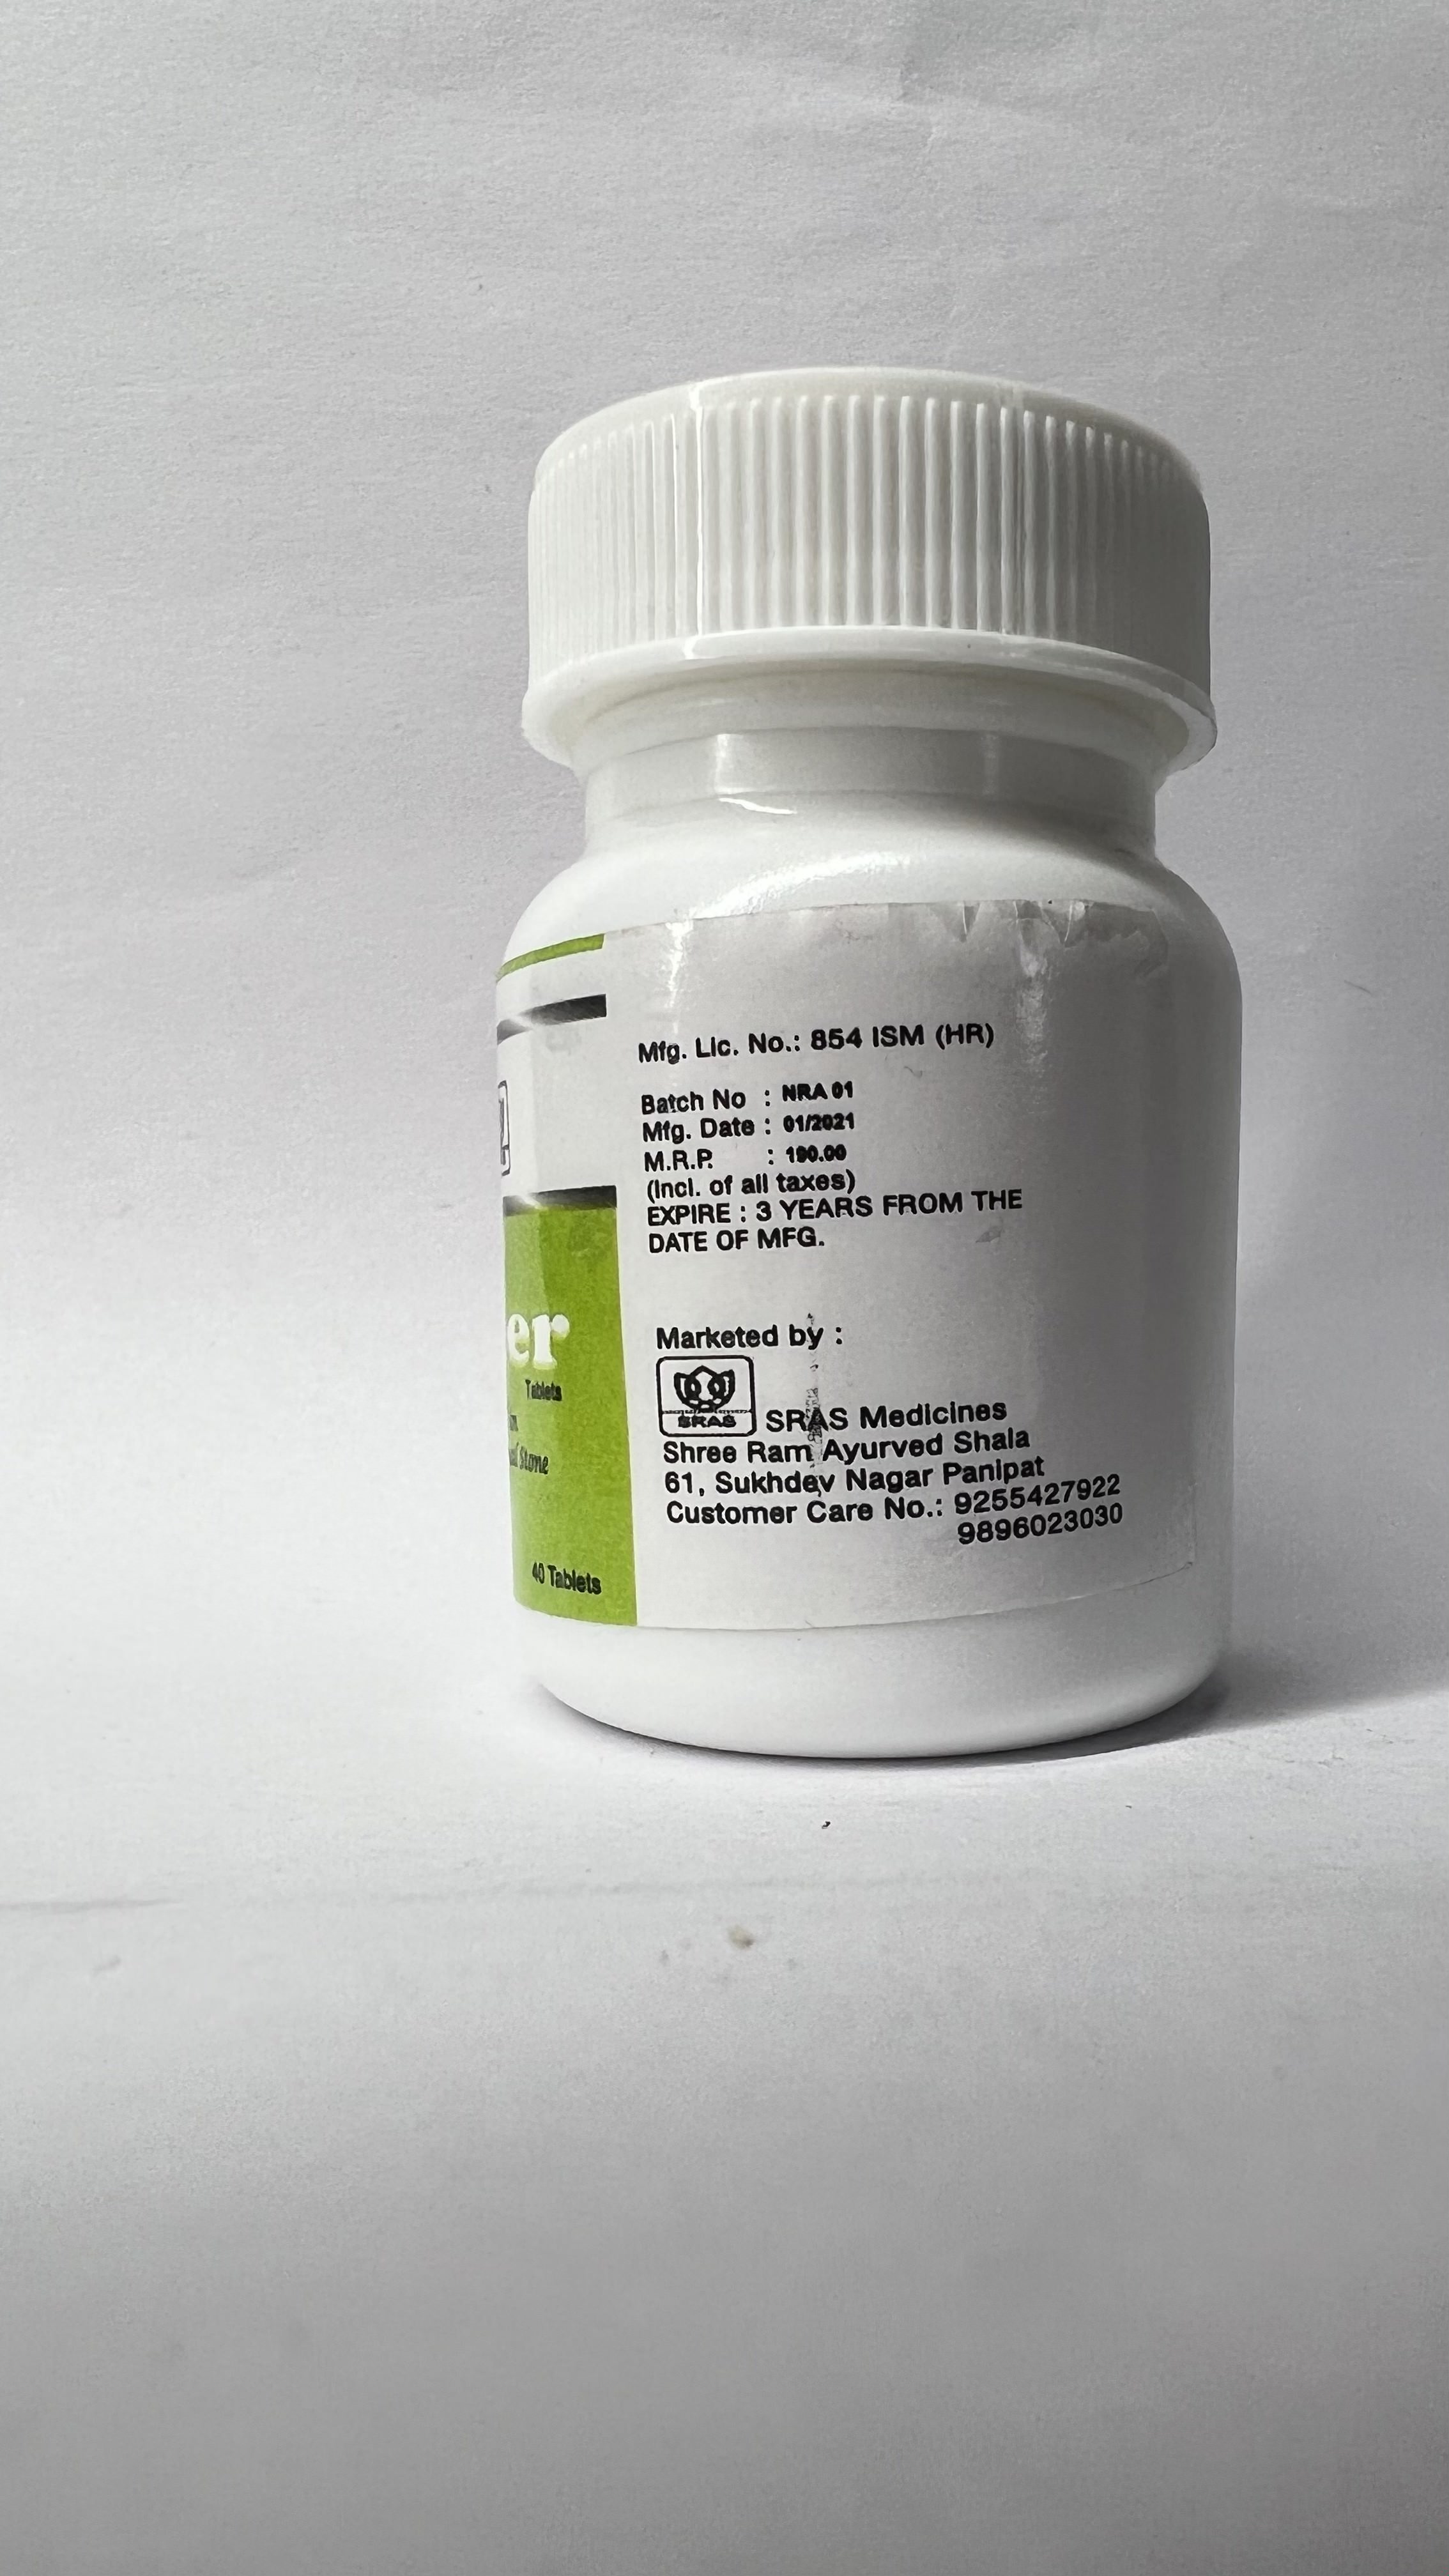 Mfg. Lic. No.: 854 ISM (HR)
Batch No : NRA 01
Mfg. Date : 01/2021
M.R.P. : 190.00
(Incl. of all taxes)
EXPIRE : 3 YEARS FROM THE
DATE OF MFG.
Marketed by :
SRAS
SRAS Medicines
Shree Ram Ayurved Shala
61, Sukhdev Nagar Panipat
Customer Care No.: 9255427922
9896023030
er
Tablets
Stone
40 Tablets